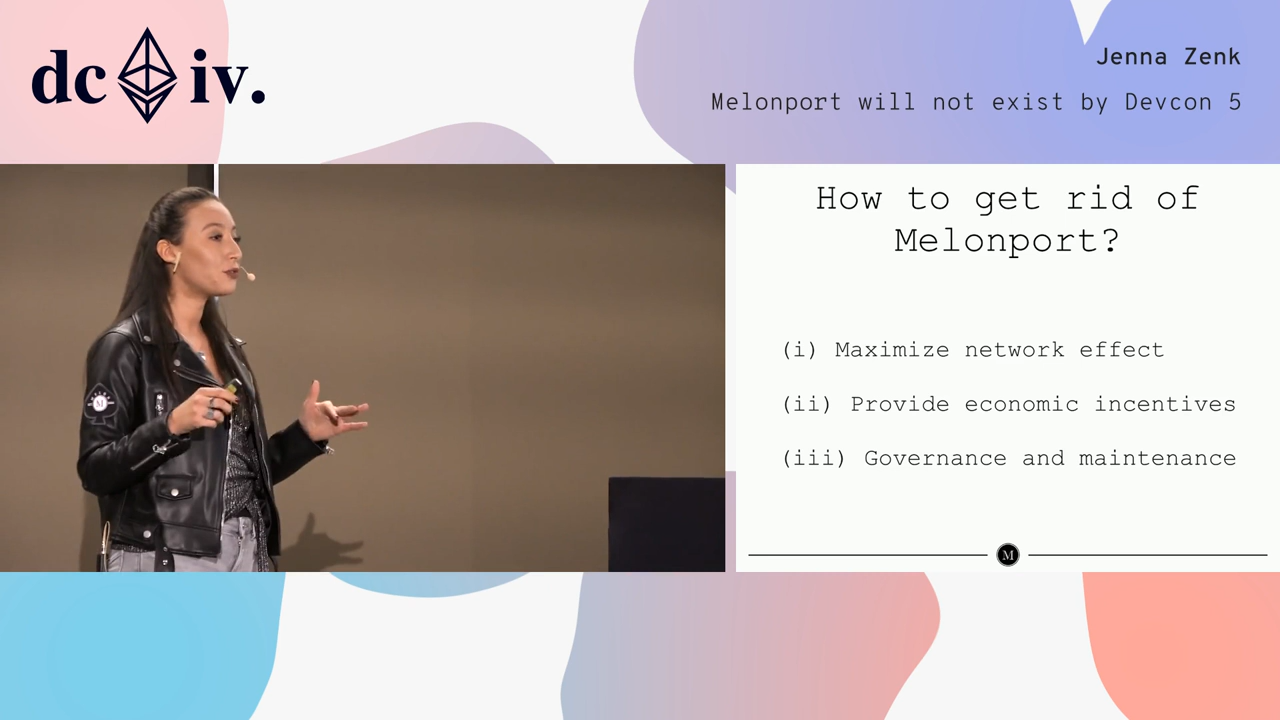 dc iv.
Jenna Zenk
Melonport will not exist by Devcon 5
How to get rid of
Melonport?
(i) Maximize network effect
(ii) Provide economic incentives
(iii) Governance and maintenance
M
M